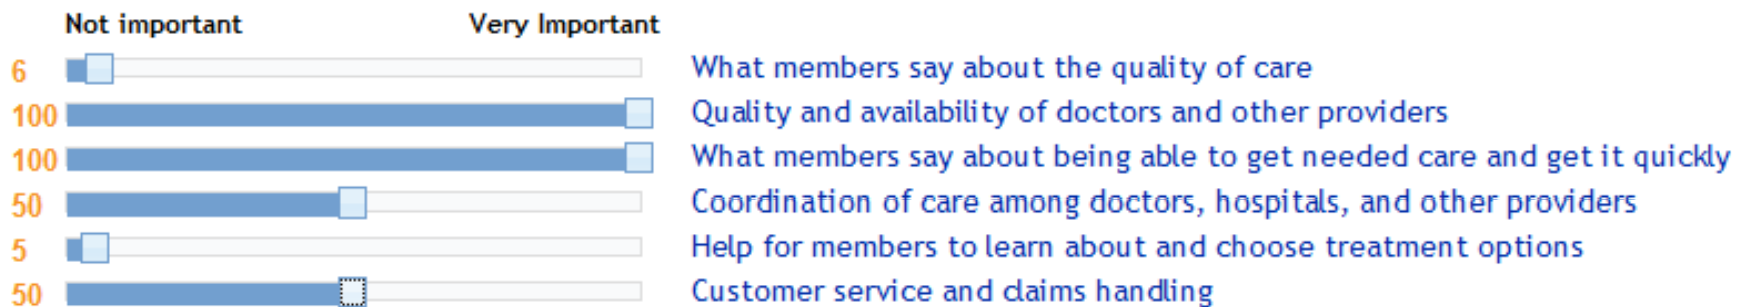 Not important Very Important
6 What members say about the quality of care
100 Quality and availability of doctors and other providers
100 What members say about being able to get needed care and get it quickly
50 Coordination of care among doctors, hospitals, and other providers
5 Help for members to learn about and choose treatment options
50 Customer service and claims handling